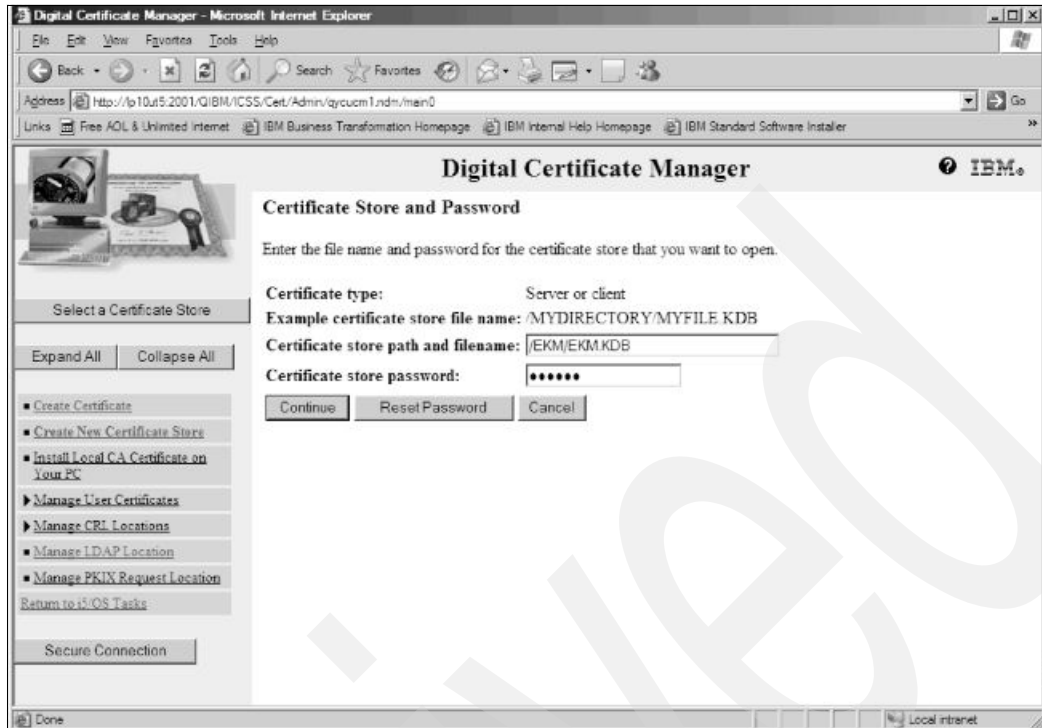 Digital Certificate Manager - Microsoft Internet Explorer
File Edit View Favorites Tools Help
Back Search Favorites
Address http://lp10ut5:2001/QIBM/ICSS/Cert/Admin/qycucm1.ndm/main0 Go
Links Free AOL & Unlimited Internet IBM Business Transformation Homepage IBM Internal Help Homepage IBM Standard Software Installer »
Digital Certificate Manager
IBM®
Select a Certificate Store
Expand All Collapse All
Create Certificate
Create New Certificate Store
Install Local CA Certificate on
Your PC
Manage User Certificates
Manage CRL Locations
Manage LDAP Location
Manage PKIX Request Location
Return to i5/OS Tasks
Secure Connection
Certificate Store and Password
Enter the file name and password for the certificate store that you want to open.
Certificate type: Server or client
Example certificate store file name: /MYDIRECTORY/MYFILE.KDB
Certificate store path and filename: /EKM/EKM.KDB
Certificate store password: ●●●●●●
Continue Reset Password Cancel
Done Local intranet